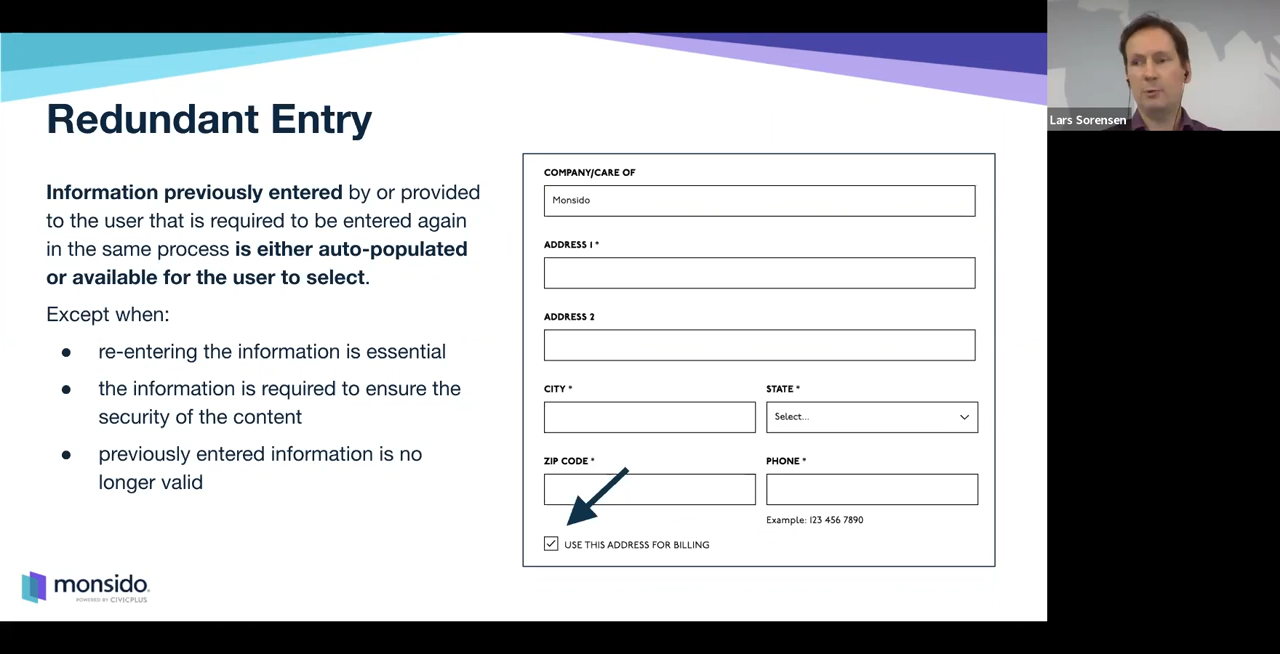 Redundant Entry
Information previously entered by or provided
to the user that is required to be entered again
in the same process is either auto-populated
or available for the user to select.
Except when:
● re-entering the information is essential
● the information is required to ensure the
security of the content
● previously entered information is no
longer valid
monsido
POWERED BY CIVICPLUS
COMPANY/CARE OF
Monsido
ADDRESS 1 *
ADDRESS 2
CITY *
STATE *
Select...
ZIP CODE *
PHONE *
Example: 123 456 7890
USE THIS ADDRESS FOR BILLING
Lars Sorensen